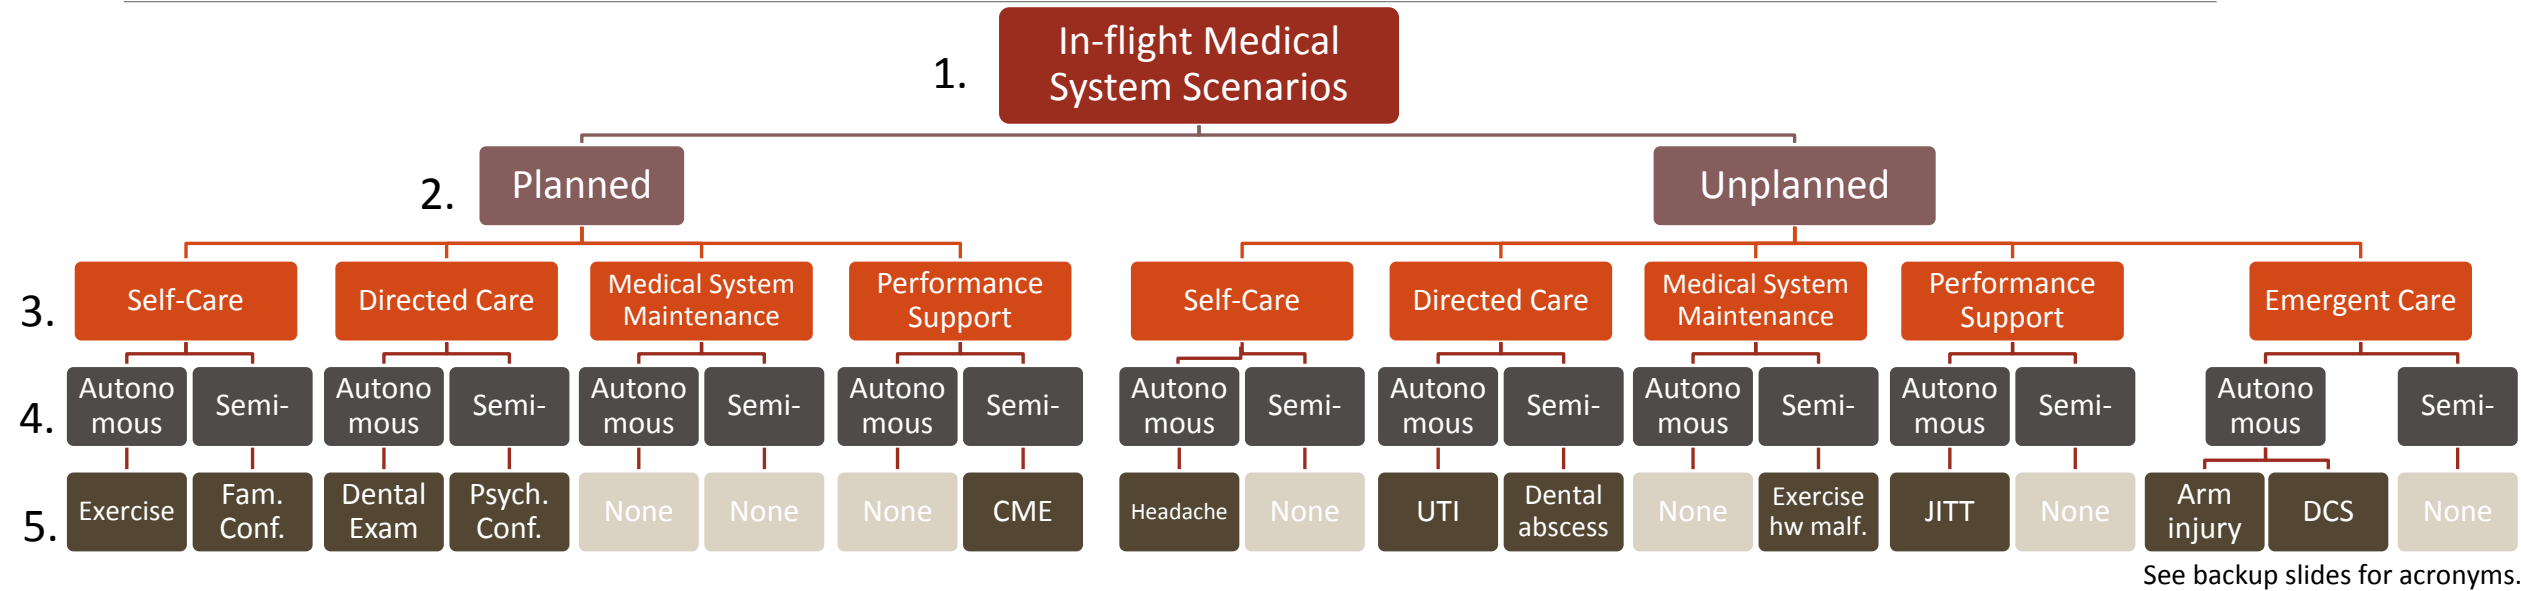 1.
In-flight Medical
System Scenarios
2.
Planned
Unplanned
3.
Self-Care
Directed Care
Medical System
Maintenance
Performance
Support
Self-Care
Directed Care
Medical System
Maintenance
Performance
Support
Emergent Care
4.
Autono
mous
Semi-
Autono
mous
Semi-
Autono
mous
Semi-
Autono
mous
Semi-
Autono
mous
Semi-
Autono
mous
Semi-
Autono
mous
Semi-
Autono
mous
Semi-
Autono
mous
Semi-
5.
Exercise
Fam.
Conf.
Dental
Exam
Psych.
Conf.
None
None
None
CME
Headache
None
UTI
Dental
abscess
None
Exercise
hw malf.
JITT
None
Arm
injury
DCS
None
See backup slides for acronyms.